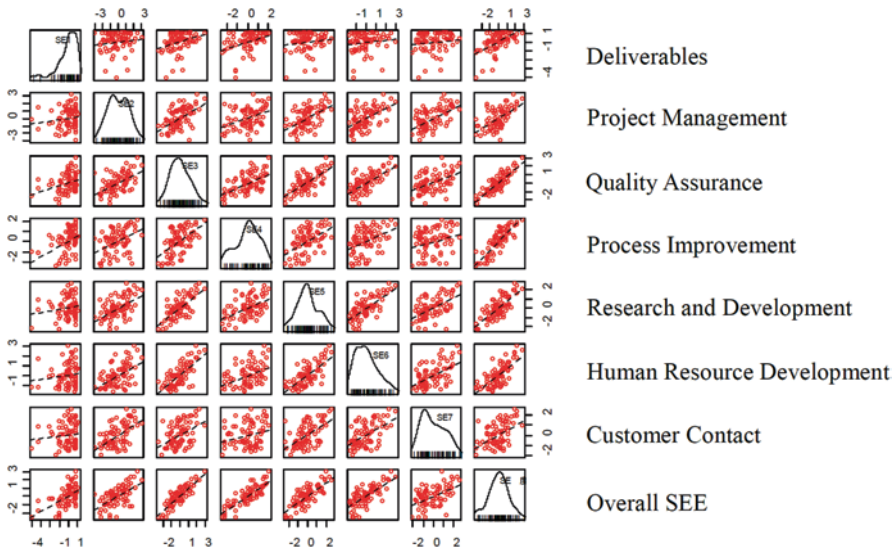 -3 0 3 -2 0 2 -1 1 3 -2 1 3
1 -1 -4
Deliverables
3 0 -3
SE2
Project Management
SE3
3 1 -2
Quality Assurance
2 0 -2
SE4
Process Improvement
SE5
2 0 -2
Research and Development
3 1 -1
SE6
Human Resource Development
SE7
2 0 -2
Customer Contact
3 1 -2
SE
Overall SEE
-4 -1 1 -2 1 3 -2 0 2 -2 0 2